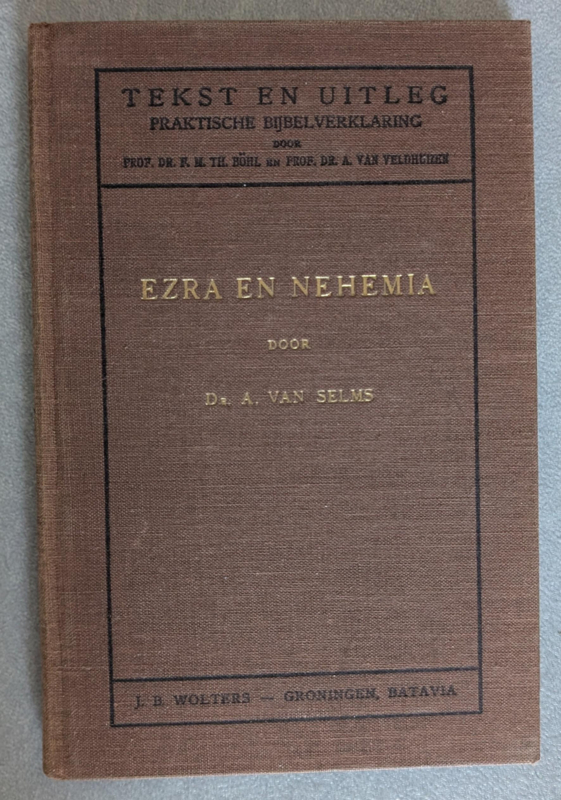 TEKST EN UITLEG
PRAKTISCHE BIJBELVERKLARING
DOOR
PROF. DR. F. M. TH. BÖHL EN PROF. DR. A. VAN VELDHUIZEN
EZRA EN NEHEMIA
DOOR
DR. A. VAN SELMS
J. B. WOLTERS — GRONINGEN, BATAVIA